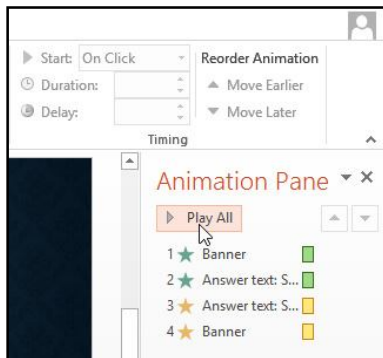 Start: On Click
Reorder Animation
Duration:
Move Earlier
Delay:
Move Later
Timing
Animation Pane
Play All
1 Banner
2 Answer text: S...
3 Answer text: S...
4 Banner